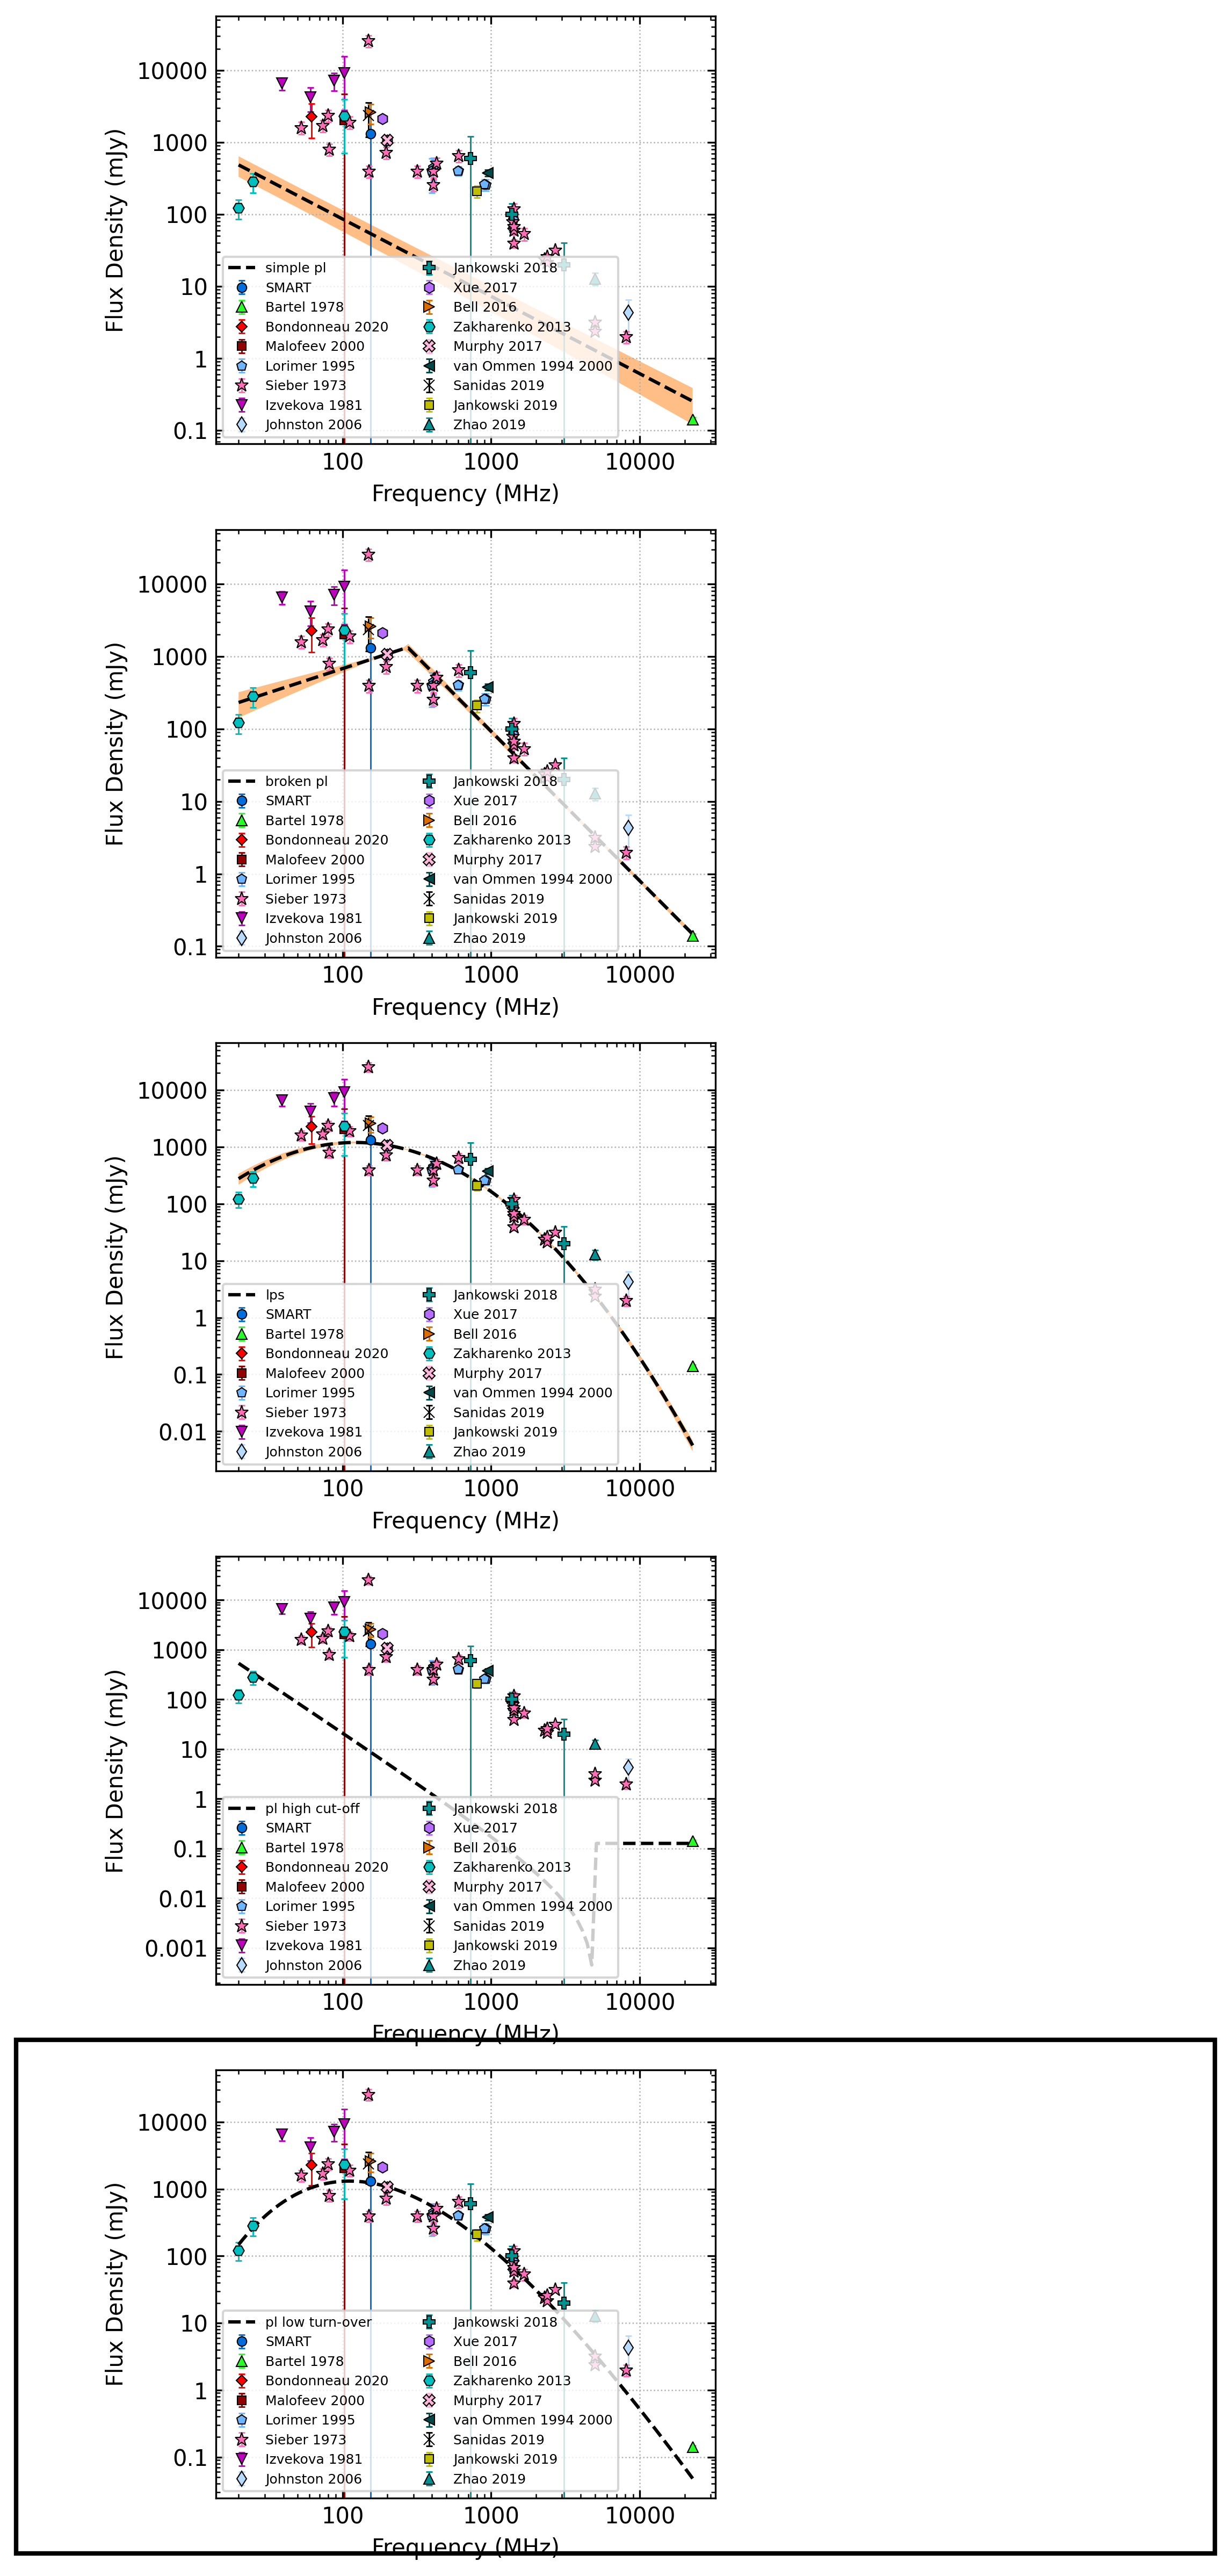 10000
1000
100
10
1
0.1
Flux Density (mJy)
simple pl
SMART
Bartel 1978
Bondonneau 2020
Malofeev 2000
Lorimer 1995
Sieber 1973
Izvekova 1981
Johnston 2006
Jankowski 2018
Xue 2017
Bell 2016
Zakharenko 2013
Murphy 2017
van Ommen 1994 2000
Sanidas 2019
Jankowski 2019
Zhao 2019
100 1000 10000
Frequency (MHz)
10000
1000
100
10
1
0.1
Flux Density (mJy)
broken pl
SMART
Bartel 1978
Bondonneau 2020
Malofeev 2000
Lorimer 1995
Sieber 1973
Izvekova 1981
Johnston 2006
Jankowski 2018
Xue 2017
Bell 2016
Zakharenko 2013
Murphy 2017
van Ommen 1994 2000
Sanidas 2019
Jankowski 2019
Zhao 2019
100 1000 10000
Frequency (MHz)
10000
1000
100
10
1
0.1
0.01
Flux Density (mJy)
lps
SMART
Bartel 1978
Bondonneau 2020
Malofeev 2000
Lorimer 1995
Sieber 1973
Izvekova 1981
Johnston 2006
Jankowski 2018
Xue 2017
Bell 2016
Zakharenko 2013
Murphy 2017
van Ommen 1994 2000
Sanidas 2019
Jankowski 2019
Zhao 2019
100 1000 10000
Frequency (MHz)
10000
1000
100
10
1
0.1
0.01
0.001
Flux Density (mJy)
pl high cut-off
SMART
Bartel 1978
Bondonneau 2020
Malofeev 2000
Lorimer 1995
Sieber 1973
Izvekova 1981
Johnston 2006
Jankowski 2018
Xue 2017
Bell 2016
Zakharenko 2013
Murphy 2017
van Ommen 1994 2000
Sanidas 2019
Jankowski 2019
Zhao 2019
100 1000 10000
Frequency (MHz)
10000
1000
100
10
1
0.1
Flux Density (mJy)
pl low turn-over
SMART
Bartel 1978
Bondonneau 2020
Malofeev 2000
Lorimer 1995
Sieber 1973
Izvekova 1981
Johnston 2006
Jankowski 2018
Xue 2017
Bell 2016
Zakharenko 2013
Murphy 2017
van Ommen 1994 2000
Sanidas 2019
Jankowski 2019
Zhao 2019
100 1000 10000
Frequency (MHz)